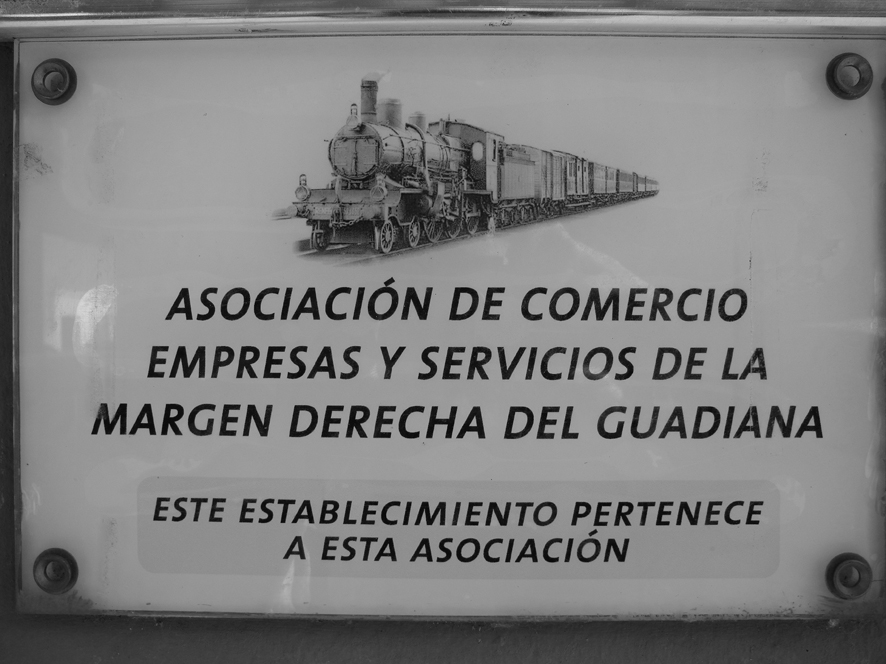 ASOCIACIÓN DE COMERCIO
EMPRESAS Y SERVICIOS DE LA
MARGEN DERECHA DEL GUADIANA
ESTE ESTABLECIMIENTO PERTENECE
A ESTA ASOCIACIÓN